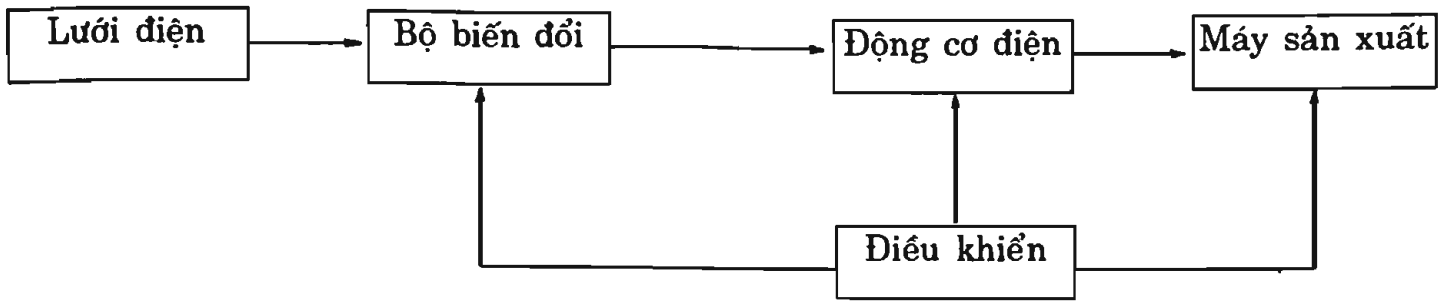 Lưới điện
Bộ biến đổi
Động cơ điện
Máy sản xuất
Điều khiển